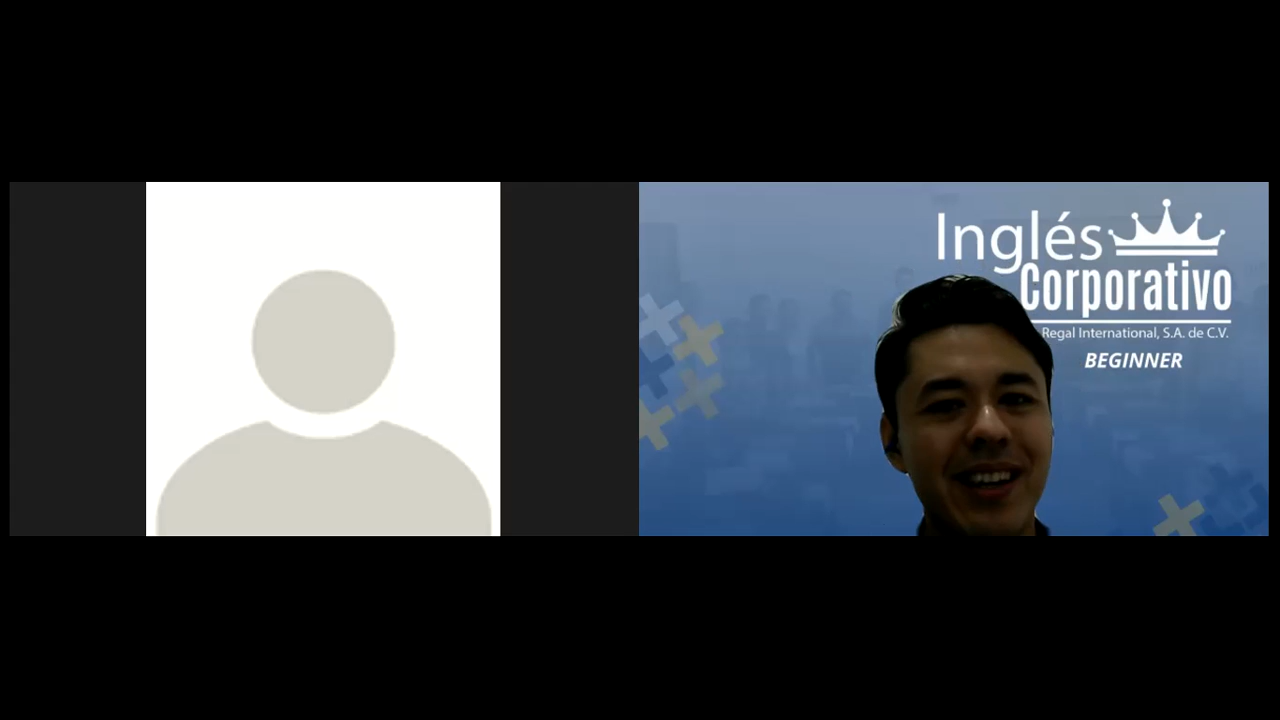 Inglés
Corporativo
Regal International, S.A. de C.V.
BEGINNER